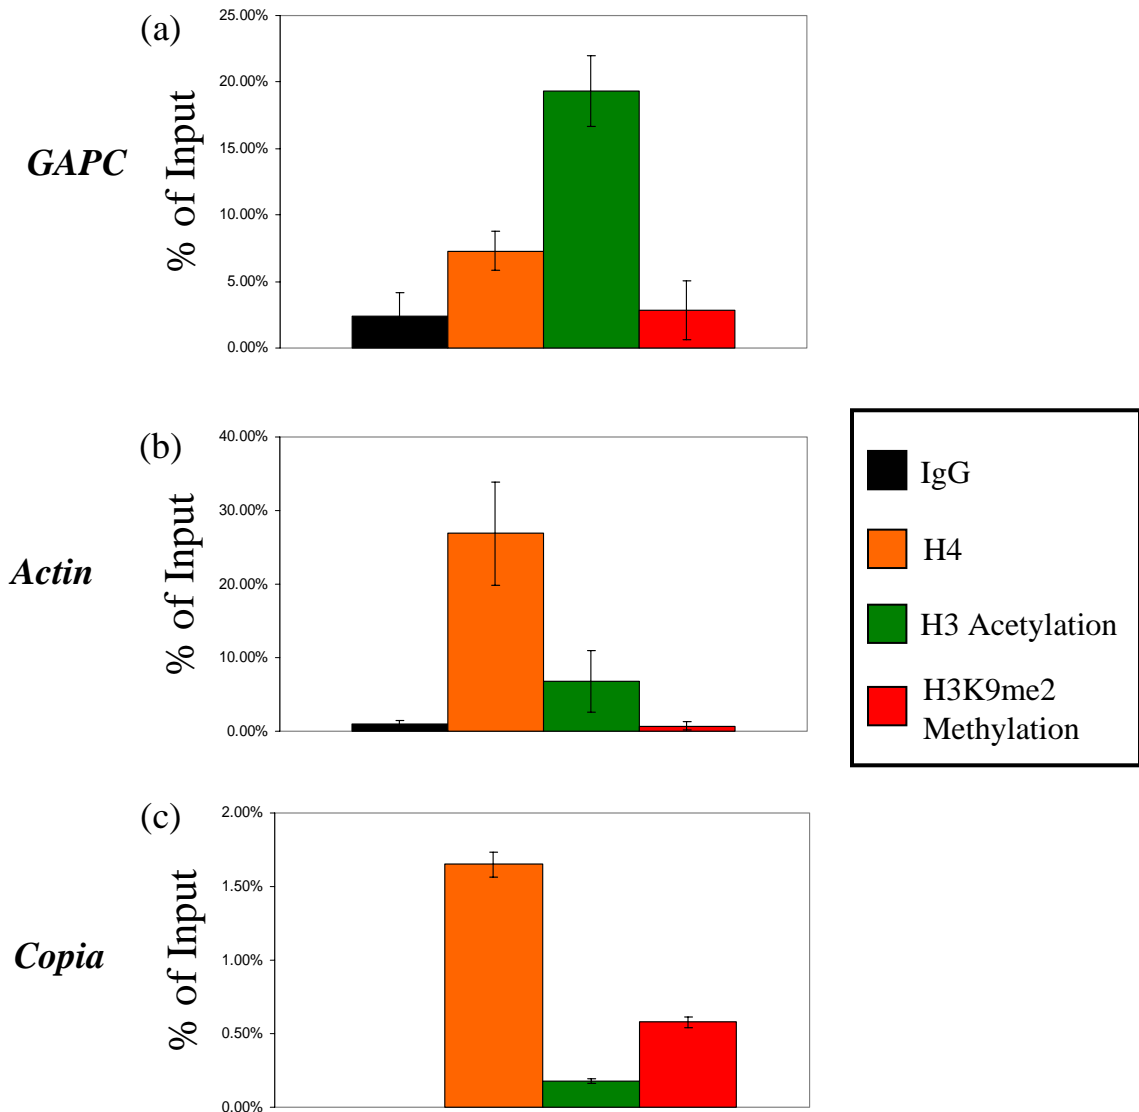 (a)
GAPC
% of Input
25.00%
20.00%
15.00%
10.00%
5.00%
0.00%
(b)
Actin
% of Input
40.00%
30.00%
20.00%
10.00%
0.00%
IgG
H4
H3 Acetylation
H3K9me2
Methylation
(c)
Copia
% of Input
2.00%
1.50%
1.00%
0.50%
0.00%